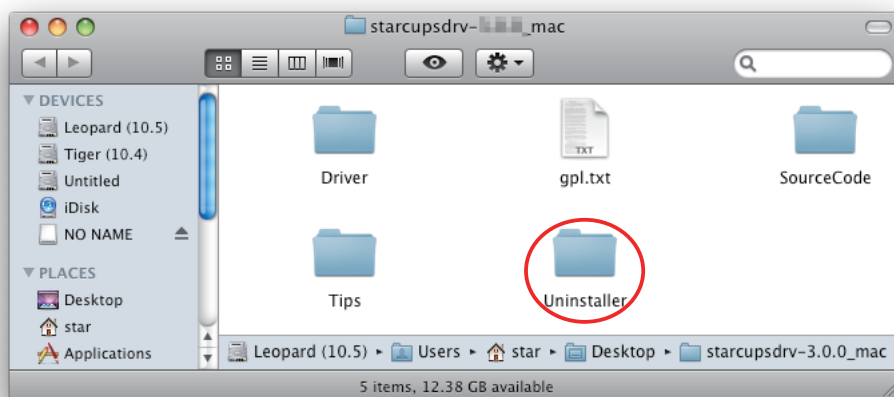 starcupsdrv-_mac
DEVICES
Leopard (10.5)
Tiger (10.4)
Untitled
iDisk
NO NAME
PLACES
Desktop
star
Applications
Driver
gpl.txt
TXT
SourceCode
Tips
Uninstaller
Leopard (10.5) ▸ Users ▸ star ▸ Desktop ▸ starcupsdrv-3.0.0_mac
5 items, 12.38 GB available